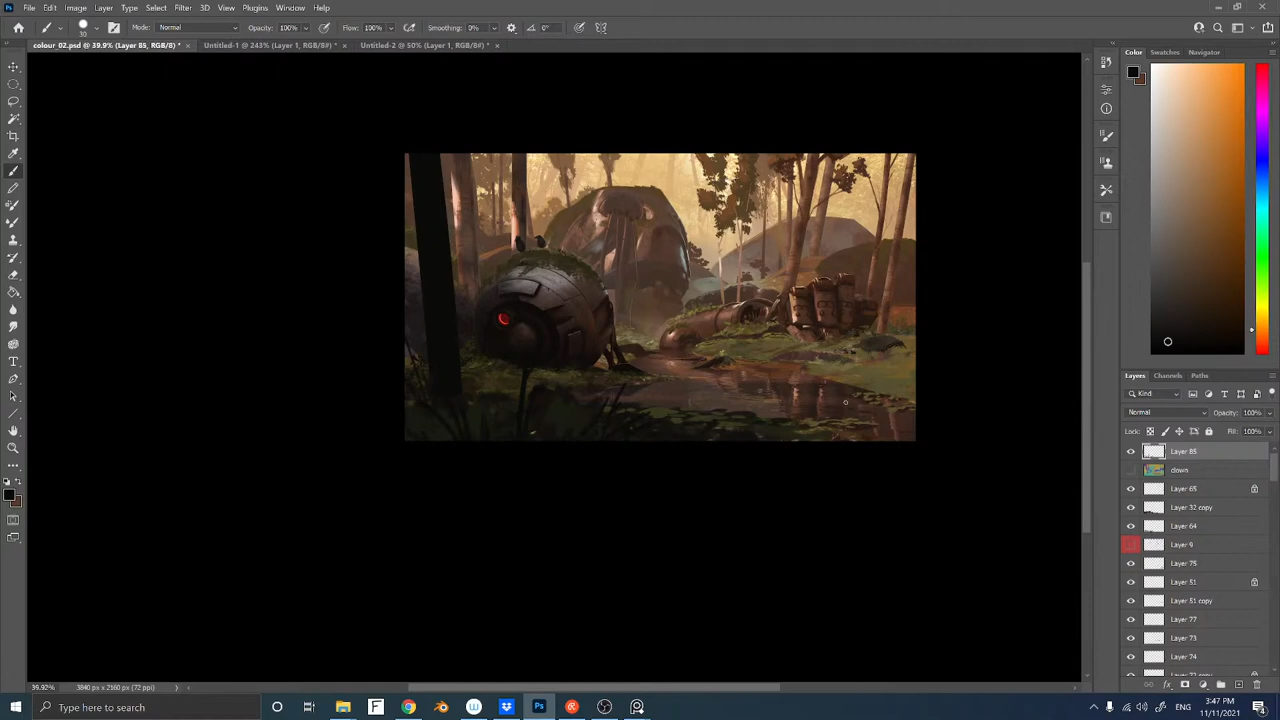 File Edit Image Layer Type Select Filter 3D View Plugins Window Help
30 Mode: Normal Opacity: 100% Flow: 100% Smoothing: 0% 0°
colour_02.psd @ 39.9% (Layer 85, RGB/8) * × Untitled-1 @ 243% (Layer 1, RGB/8#) * × Untitled-2 @ 50% (Layer 1, RGB/8#) * ×
Color Swatches Navigator
Layers Channels Paths
Kind
Normal Opacity: 100%
Lock: Fill: 100%
Layer 85
clown
Layer 65
Layer 32 copy
Layer 64
Layer 9
Layer 75
Layer 51
Layer 51 copy
Layer 77
Layer 73
Layer 74
39.92% 3840 px x 2160 px (72 ppi)
Type here to search
3:47 PM
11/11/2021